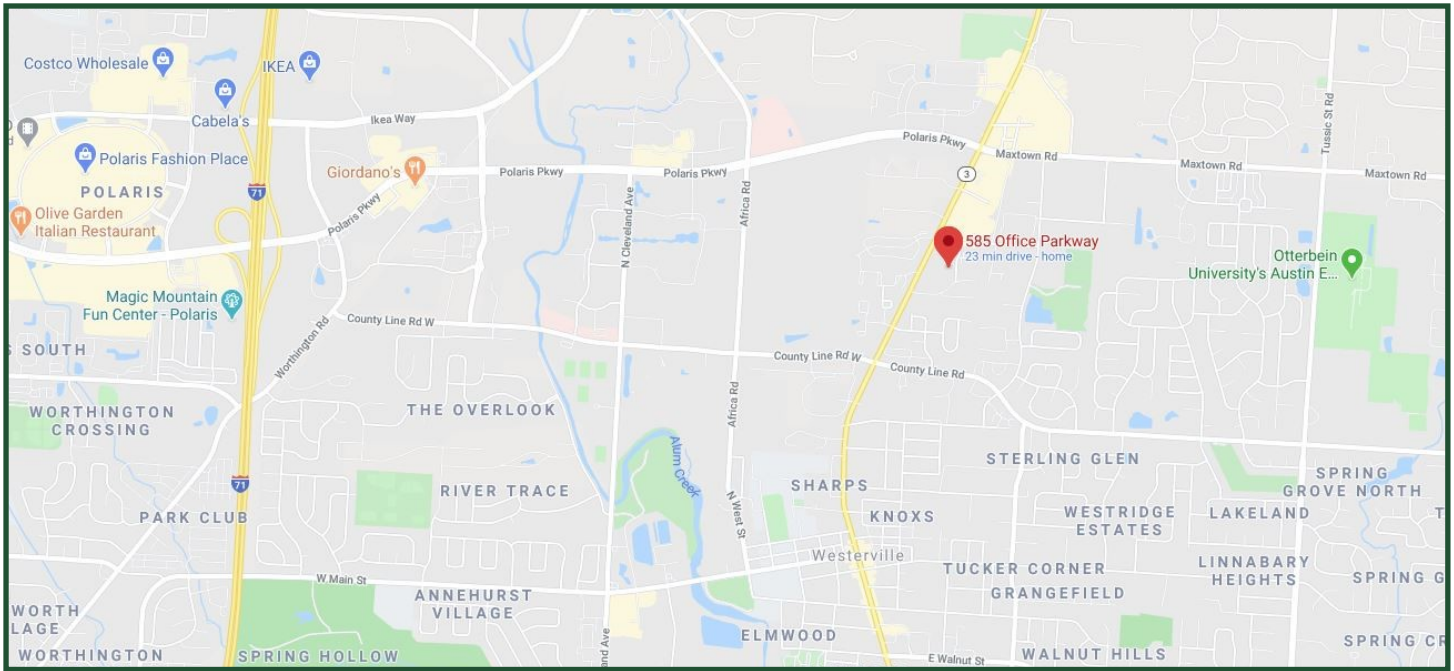 Costco Wholesale
IKEA
Cabela's
Ikea Way
Polaris Pkwy
Maxtown Rd
Maxtown Rd
Maxtown Rd
Tussic St Rd
Polaris Fashion Place
POLARIS
71
Giordano's
Polaris Pkwy
Polaris Pkwy
Polaris Pkwy
3
Africa Rd
N Cleveland Ave
Olive Garden
Italian Restaurant
585 Office Parkway
23 min drive - home
Otterbein
University's Austin E...
Magic Mountain
Fun Center - Polaris
County Line Rd W
County Line Rd W
County Line Rd
Worthington Rd
SOUTH
WORTHINGTON
CROSSING
THE OVERLOOK
Africa Rd
Alum Creek
STERLING GLEN
71
RIVER TRACE
SHARPS
SPRING
GROVE NORTH
PARK CLUB
N West St
KNOXS
WESTRIDGE
ESTATES
LAKELAND
Westerville
TUCKER CORNER
GRANGEFIELD
LINNABARY
HEIGHTS
SPRING G
W Main St
ANNEHURST
VILLAGE
WORTH
LAGE
WORTHINGTON
SPRING HOLLOW
and Ave
ELMWOOD
E Walnut St
WALNUT HILLS
SPRING CR